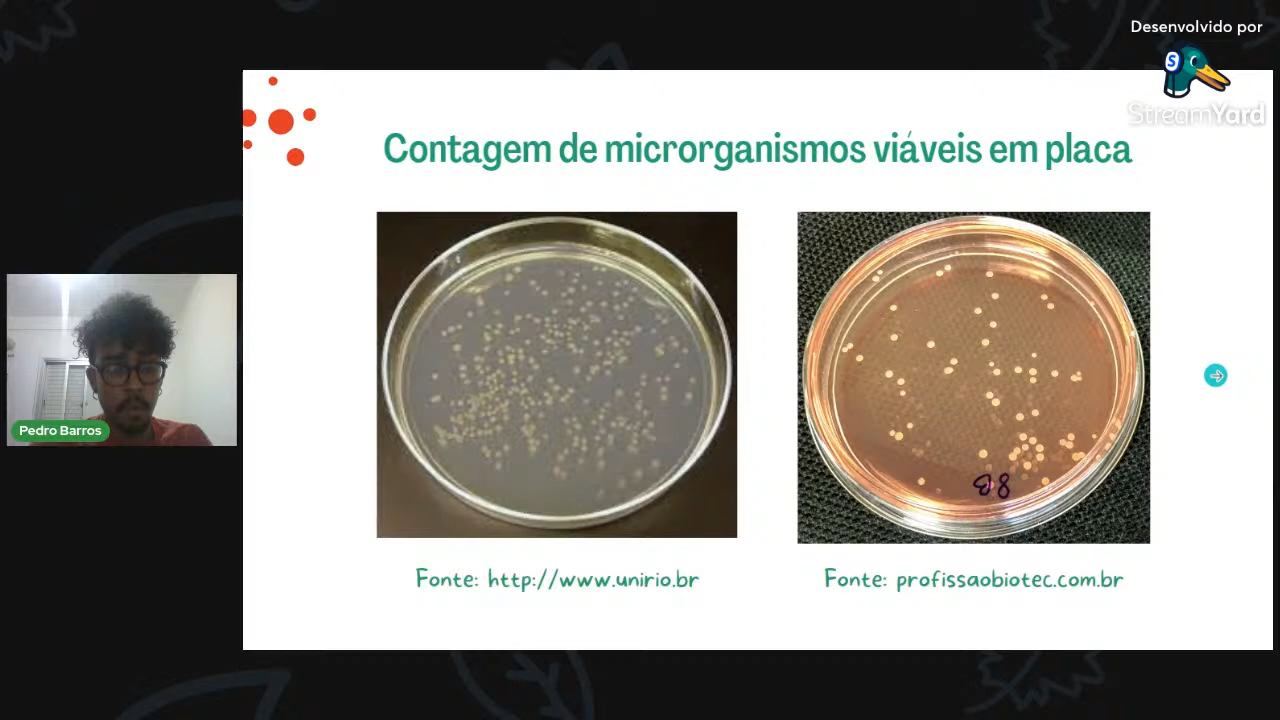 Desenvolvido por
S
StreamYard
Contagem de microrganismos viáveis em placa
Pedro Barros
Fonte: http://www.unirio.br
Fonte: profissaobiotec.com.br